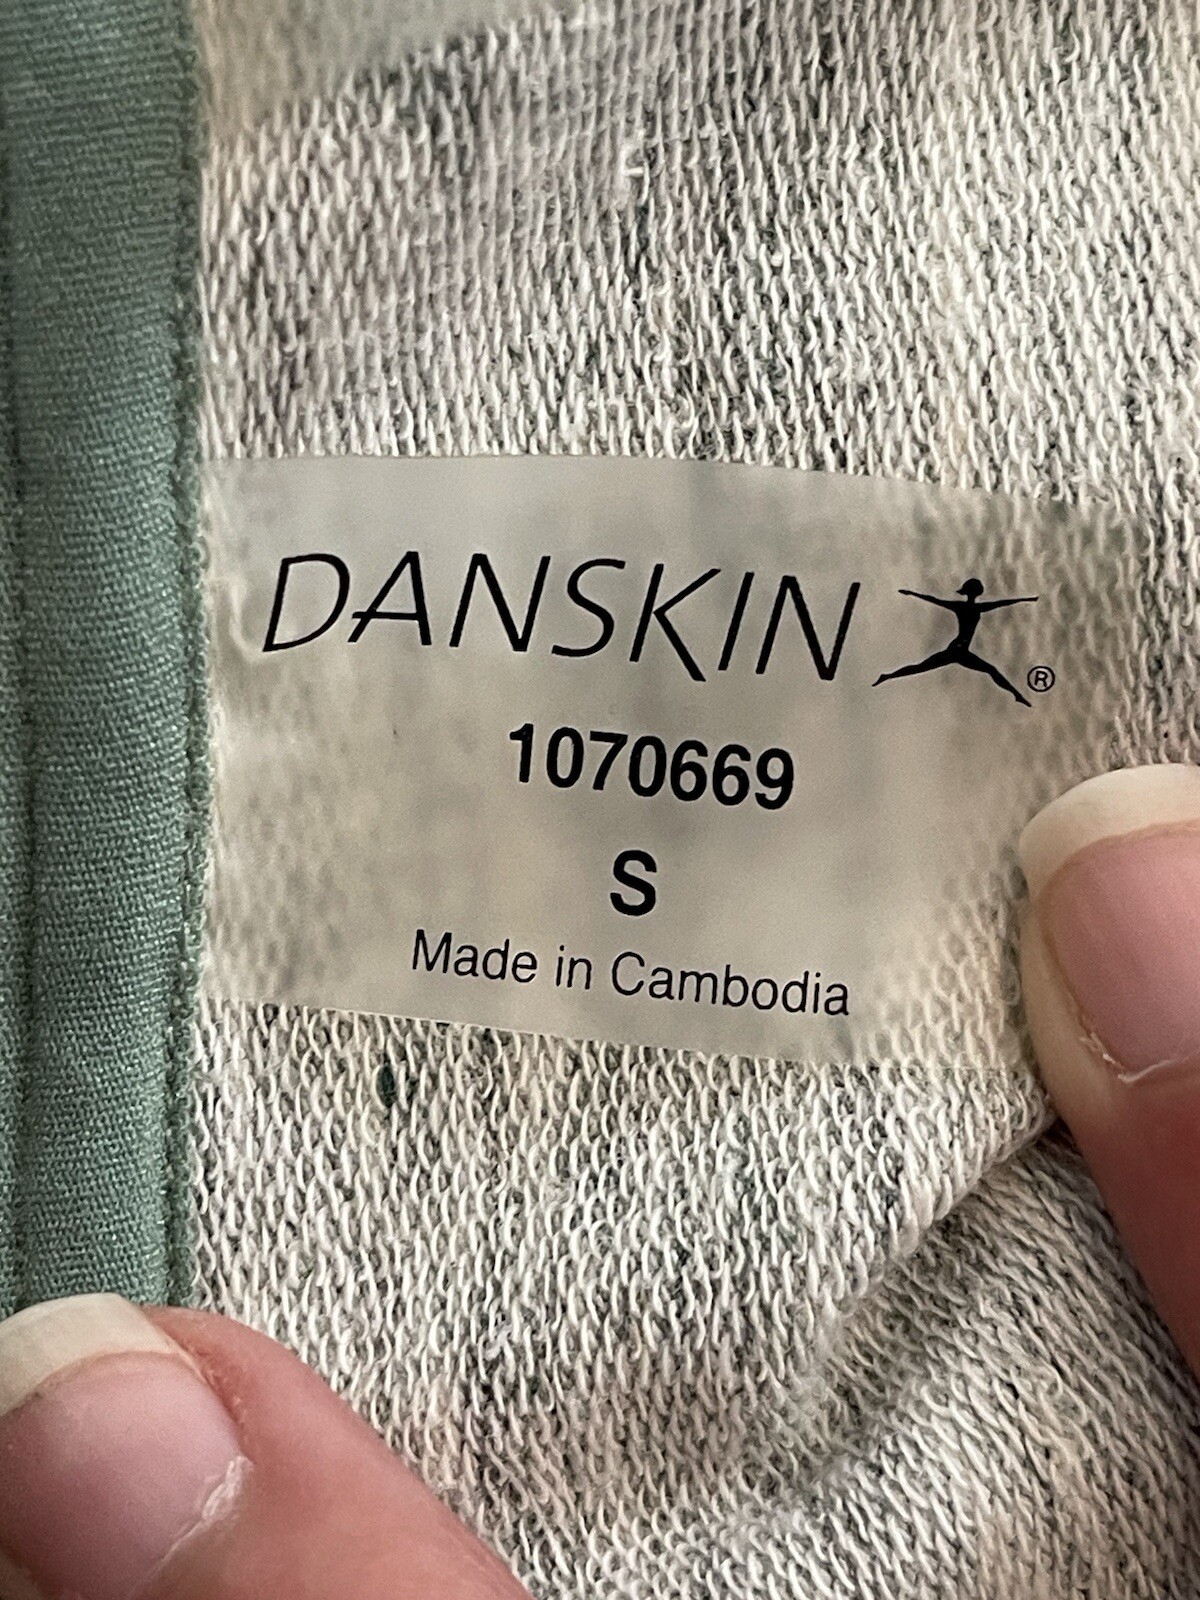 DANSKIN ®
1070669
S
Made in Cambodia